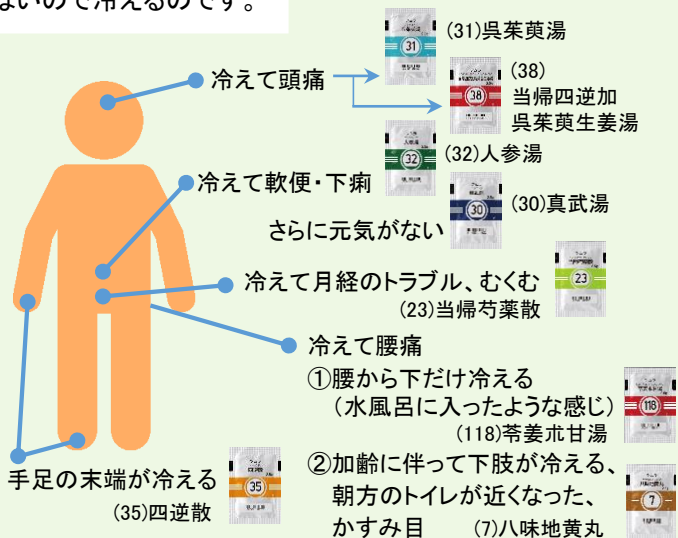 ないので冷えるのです。
(31)呉茱萸湯
31
冷えて頭痛
(38)
当帰四逆加
呉茱萸生姜湯
38
(32)人参湯
32
冷えて軟便・下痢
(30)真武湯
30
さらに元気がない
冷えて月経のトラブル、むくむ
(23)当帰芍薬散
23
冷えて腰痛
①腰から下だけ冷える
(水風呂に入ったような感じ)
(118)苓姜朮甘湯
118
手足の末端が冷える
(35)四逆散
35
②加齢に伴って下肢が冷える、
朝方のトイレが近くなった、
かすみ目 (7)八味地黄丸
7